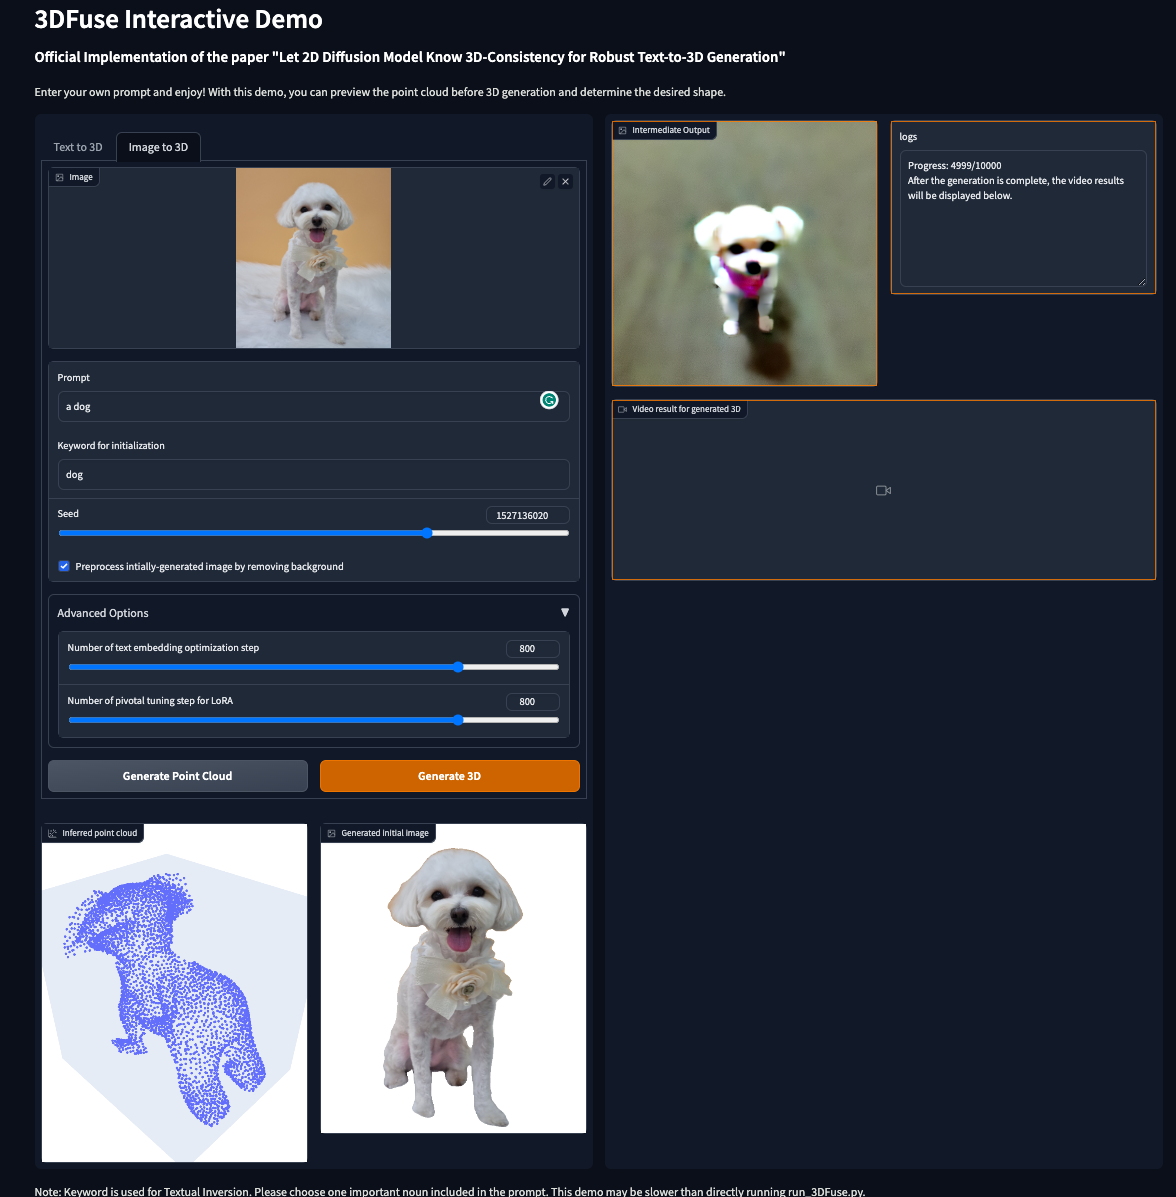 3DFuse Interactive Demo
Official Implementation of the paper "Let 2D Diffusion Model Know 3D-Consistency for Robust Text-to-3D Generation"
Enter your own prompt and enjoy! With this demo, you can preview the point cloud before 3D generation and determine the desired shape.
Text to 3D
Image to 3D
Image
Prompt
a dog
Keyword for initialization
dog
Seed
1527136020
Preprocess intially-generated image by removing background
Advanced Options
Number of text embedding optimization step
800
Number of pivotal tuning step for LoRA
800
Generate Point Cloud
Generate 3D
Inferred point cloud
Generated initial image
Intermediate Output
logs
Progress: 4999/10000
After the generation is complete, the video results
will be displayed below.
Video result for generated 3D
Note: Keyword is used for Textual Inversion. Please choose one important noun included in the prompt. This demo may be slower than directly running run_3DFuse.py.